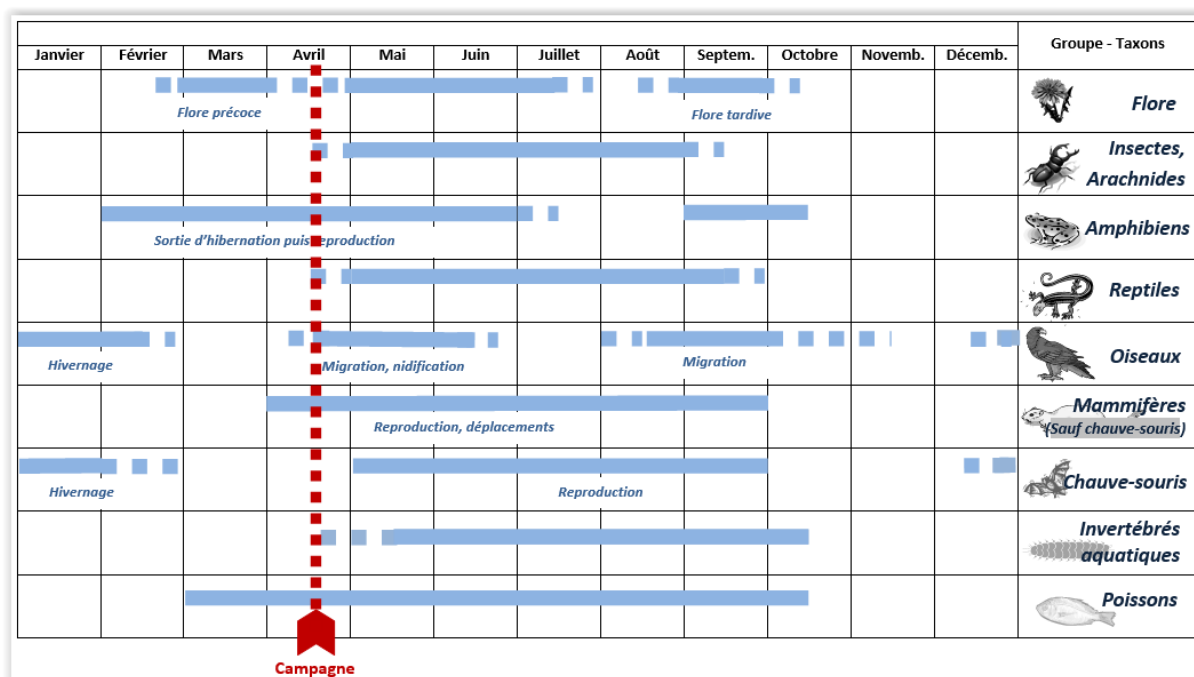 Groupe - Taxons
Janvier Février Mars Avril Mai Juin Juillet Août Septem. Octobre Novemb. Décemb.
Flore
Flore précoce Flore tardive
Insectes,
Arachnides
Amphibiens
Sortie d'hibernation puis reproduction
Reptiles
Oiseaux
Hivernage Migration, nidification Migration
Mammifères
Reproduction, déplacements (Sauf chauve-souris)
Chauve-souris
Hivernage Reproduction
Invertébrés
aquatiques
Poissons
Campagne